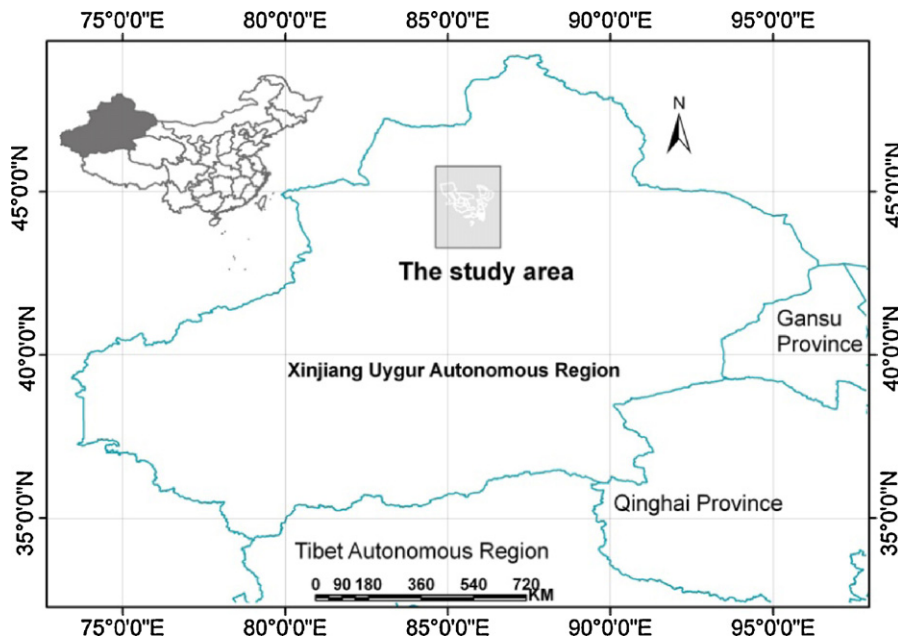 75°0'0"E 80°0'0"E 85°0'0"E 90°0'0"E 95°0'0"E
N
45°0'0"N 45°0'0"N
The study area
Gansu
Province
40°0'0"N 40°0'0"N
Xinjiang Uygur Autonomous Region
35°0'0"N 35°0'0"N
Qinghai Province
Tibet Autonomous Region
0 90 180 360 540 720
KM
75°0'0"E 80°0'0"E 85°0'0"E 90°0'0"E 95°0'0"E